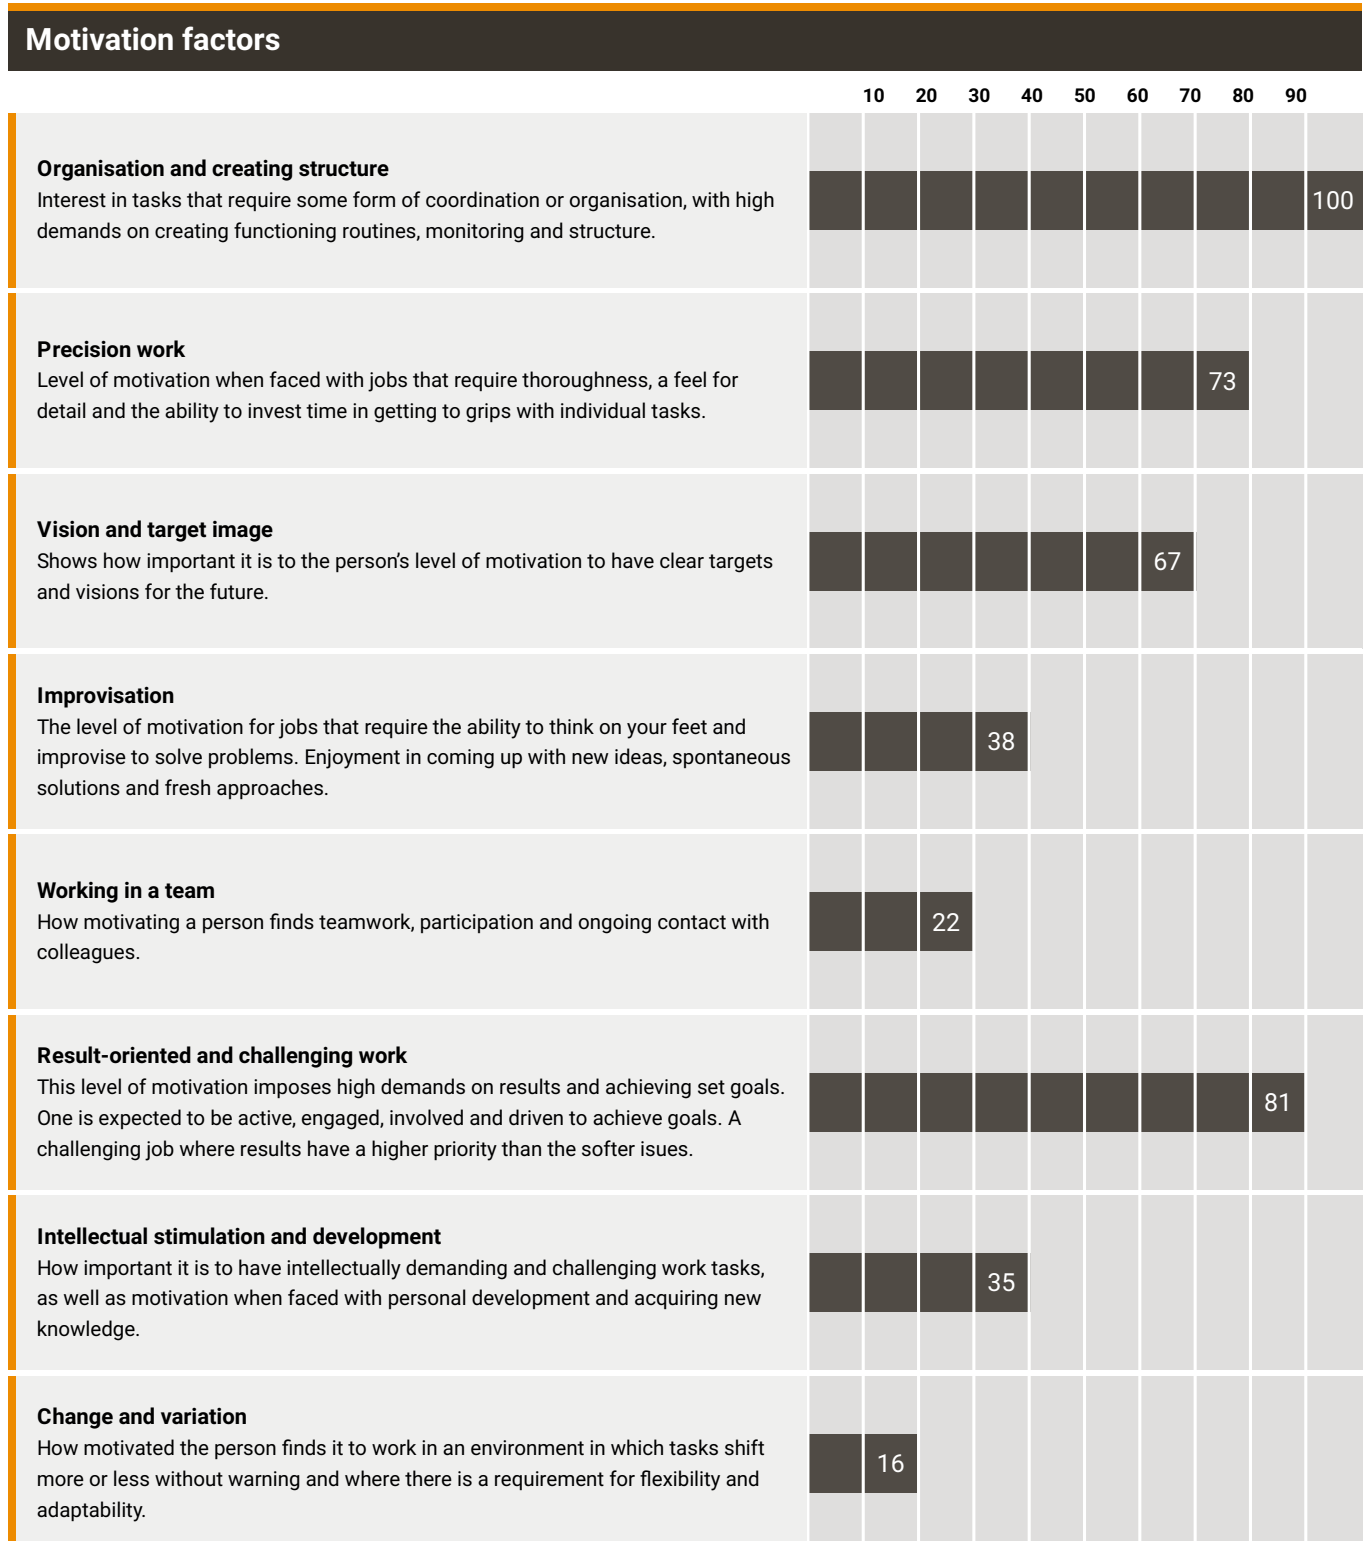 Motivation factors
10 20 30 40 50 60 70 80 90
Organisation and creating structure
Interest in tasks that require some form of coordination or organisation, with high
demands on creating functioning routines, monitoring and structure.
100
Precision work
Level of motivation when faced with jobs that require thoroughness, a feel for
detail and the ability to invest time in getting to grips with individual tasks.
73
Vision and target image
Shows how important it is to the person’s level of motivation to have clear targets
and visions for the future.
67
Improvisation
The level of motivation for jobs that require the ability to think on your feet and
improvise to solve problems. Enjoyment in coming up with new ideas, spontaneous
solutions and fresh approaches.
38
Working in a team
How motivating a person finds teamwork, participation and ongoing contact with
colleagues.
22
Result-oriented and challenging work
This level of motivation imposes high demands on results and achieving set goals.
One is expected to be active, engaged, involved and driven to achieve goals. A
challenging job where results have a higher priority than the softer isues.
81
Intellectual stimulation and development
How important it is to have intellectually demanding and challenging work tasks,
as well as motivation when faced with personal development and acquiring new
knowledge.
35
Change and variation
How motivated the person finds it to work in an environment in which tasks shift
more or less without warning and where there is a requirement for flexibility and
adaptability.
16